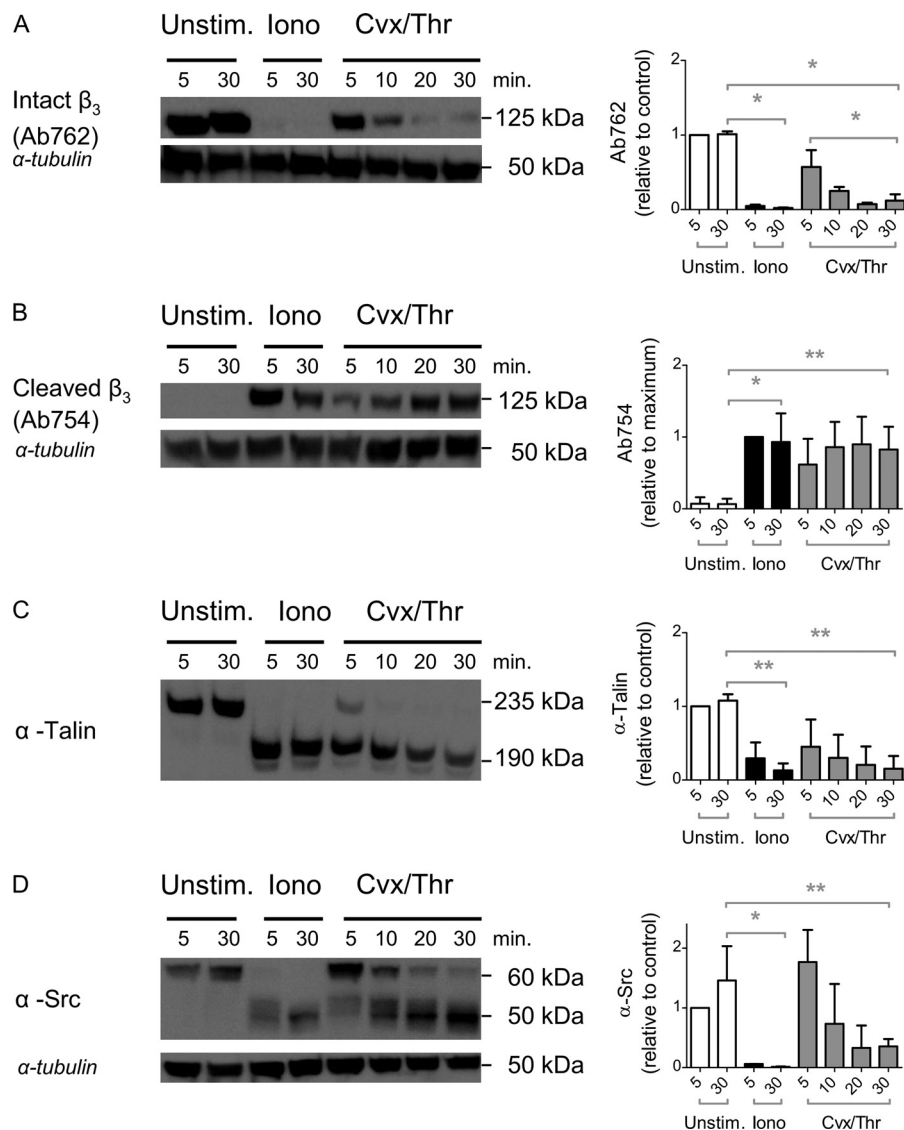 A
Unstim. Iono Cvx/Thr
5 30 5 30 5 10 20 30 min.
Intact β₃
(Ab762)
α-tubulin
125 kDa
50 kDa
Ab762
(relative to control)
2
1
0
*
*
*
5 30 5 30 5 10 20 30
Unstim. Iono Cvx/Thr
B
Unstim. Iono Cvx/Thr
5 30 5 30 5 10 20 30 min.
Cleaved β₃
(Ab754)
α-tubulin
125 kDa
50 kDa
Ab754
(relative to maximum)
2
1
0
**
*
5 30 5 30 5 10 20 30
Unstim. Iono Cvx/Thr
C
Unstim. Iono Cvx/Thr
5 30 5 30 5 10 20 30 min.
α -Talin
235 kDa
190 kDa
α-Talin
(relative to control)
2
1
0
**
**
5 30 5 30 5 10 20 30
Unstim. Iono Cvx/Thr
D
Unstim. Iono Cvx/Thr
5 30 5 30 5 10 20 30 min.
α -Src
60 kDa
50 kDa
α-tubulin
50 kDa
α-Src
(relative to control)
2
1
0
**
*
5 30 5 30 5 10 20 30
Unstim. Iono Cvx/Thr